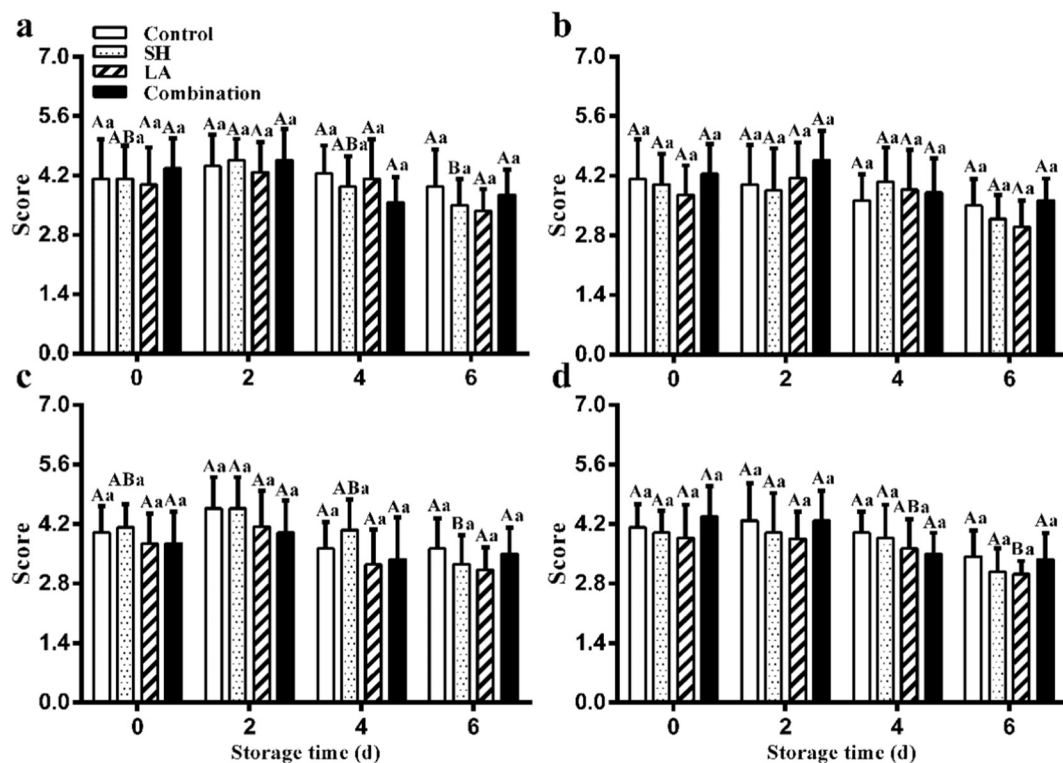 a
Control
SH
LA
Combination
Score
7.0
5.6
4.2
2.8
1.4
0.0
Aa ABa Aa Aa
Aa Aa Aa Aa
Aa ABa Aa Aa
Aa Ba Aa Aa
0 2 4 6
b
Score
7.0
5.6
4.2
2.8
1.4
0.0
Aa Aa Aa Aa
Aa Aa Aa Aa
Aa Aa Aa Aa
Aa Aa Aa Aa
0 2 4 6
c
Score
7.0
5.6
4.2
2.8
1.4
0.0
Aa ABa Aa Aa
Aa Aa Aa Aa
Aa ABa Aa Aa
Aa Ba Aa Aa
0 2 4 6
Storage time (d)
d
Score
7.0
5.6
4.2
2.8
1.4
0.0
Aa Aa Aa Aa
Aa Aa Aa Aa
Aa Aa ABa Aa
Aa Aa Ba Aa
0 2 4 6
Storage time (d)